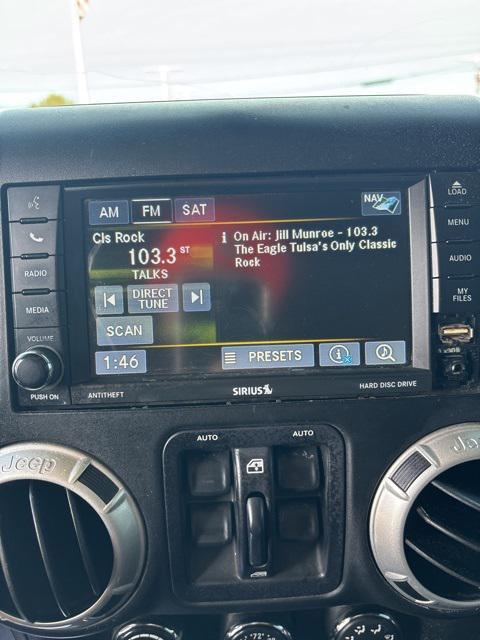 LOAD
AM FM SAT NAV
MENU
Cls Rock
i On Air: Jill Munroe - 103.3
The Eagle Tulsa's Only Classic
Rock
103.3 ST
TALKS
AUDIO
RADIO
DIRECT
TUNE
MY
FILES
MEDIA
SCAN
VOLUME
1:46
PRESETS
PUSH ON
ANTITHEFT
SIRIUS
HARD DISC DRIVE
AUTO
AUTO
Jeep
Jeep
72°